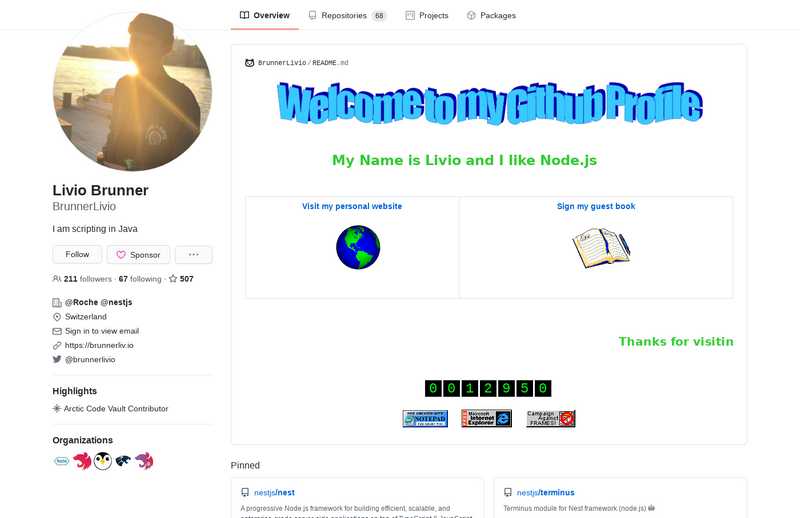 Overview
Repositories 68
Projects
Packages
Livio Brunner
BrunnerLivio
I am scripting in Java
Follow
Sponsor
211 followers · 67 following · 507
@Roche @nestjs
Switzerland
Sign in to view email
https://brunnerliv.io
@brunnerlivio
Highlights
Arctic Code Vault Contributor
Organizations
BrunnerLivio / README.md
Welcome to my Github Profile
My Name is Livio and I like Node.js
Visit my personal website
Sign my guest book
Thanks for visitin
0012950
NOTEPAD
Microsoft
Internet
Explorer
Campaign
Against
FRAMES!
Pinned
nestjs/nest
A progressive Node.js framework for building efficient, scalable, and
nestjs/terminus
Terminus module for Nest framework (node.js)